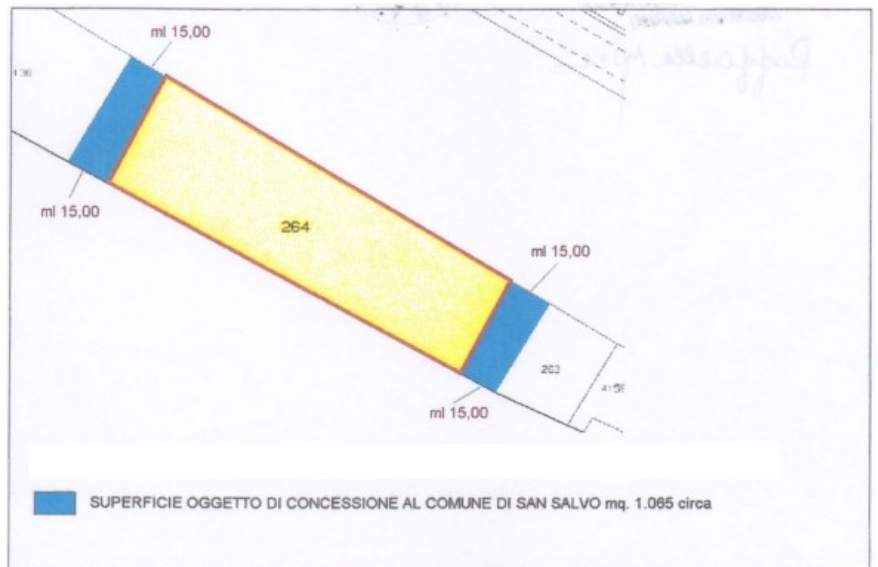 ml 15,00
264
ml 15,00
ml 15,00
263
ml 15,00
SUPERFICIE OGGETTO DI CONCESSIONE AL COMUNE DI SAN SALVO mq. 1.065 circa